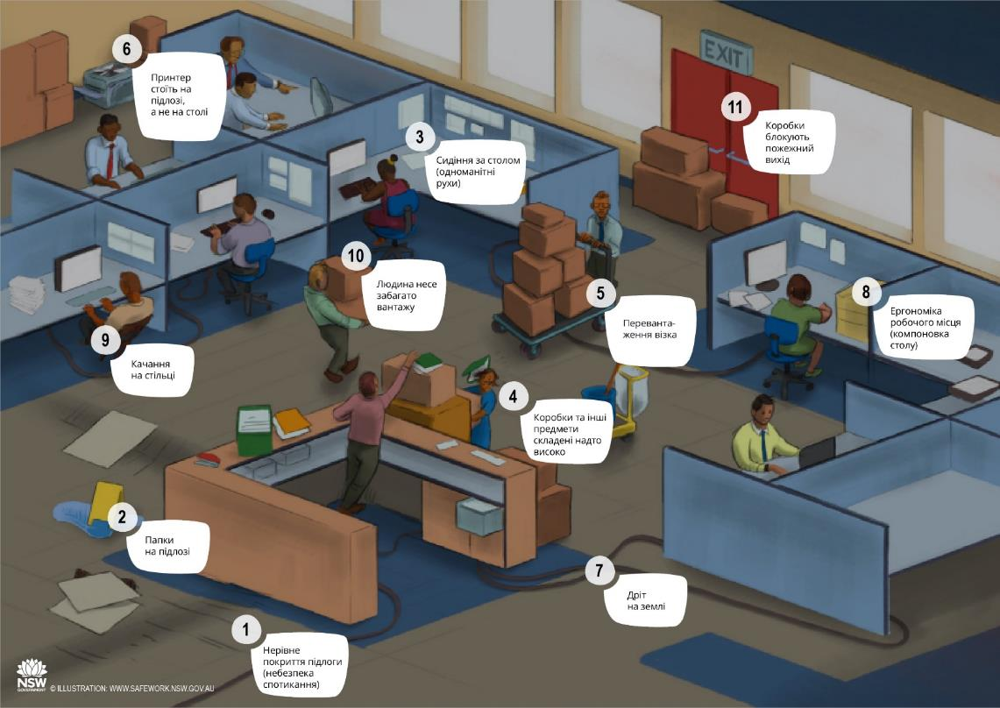 6
Принтер
стоїть на
підлозі,
а не на столі
EXIT
11
Коробки
блокують
пожежний
вихід
3
Сидіння за столом
(одноманітні
рухи)
10
Людина несе
забагато
вантажу
5
Переванта-
ження візка
8
Ергономіка
робочого місця
(компоновка
столу)
9
Качання
на стільці
4
Коробки та інші
предмети
складені надто
високо
2
Папки
на підлозі
7
Дріт
на землі
1
Нерівне
покриття підлоги
(небезпека
спотикання)
NSW
GOVERNMENT
© ILLUSTRATION: WWW.SAFEWORK.NSW.GOV.AU